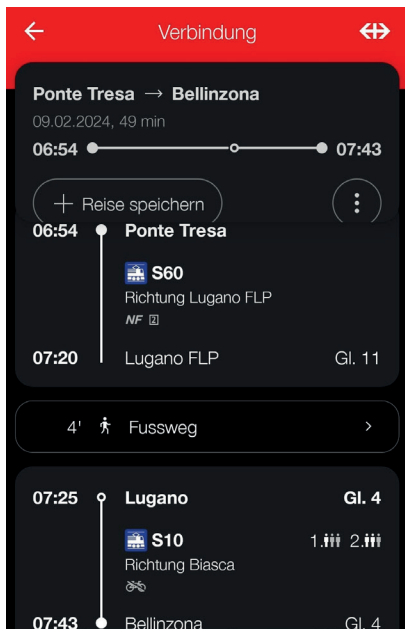 Verbindung
Ponte Tresa → Bellinzona
09.02.2024, 49 min
06:54 07:43
+ Reise speichern
06:54 Ponte Tresa
S60
Richtung Lugano FLP
NF 2
07:20 Lugano FLP Gl. 11
4' Fussweg
07:25 Lugano Gl. 4
S10 1. 2.
Richtung Biasca
07:43 Bellinzona Gl. 4